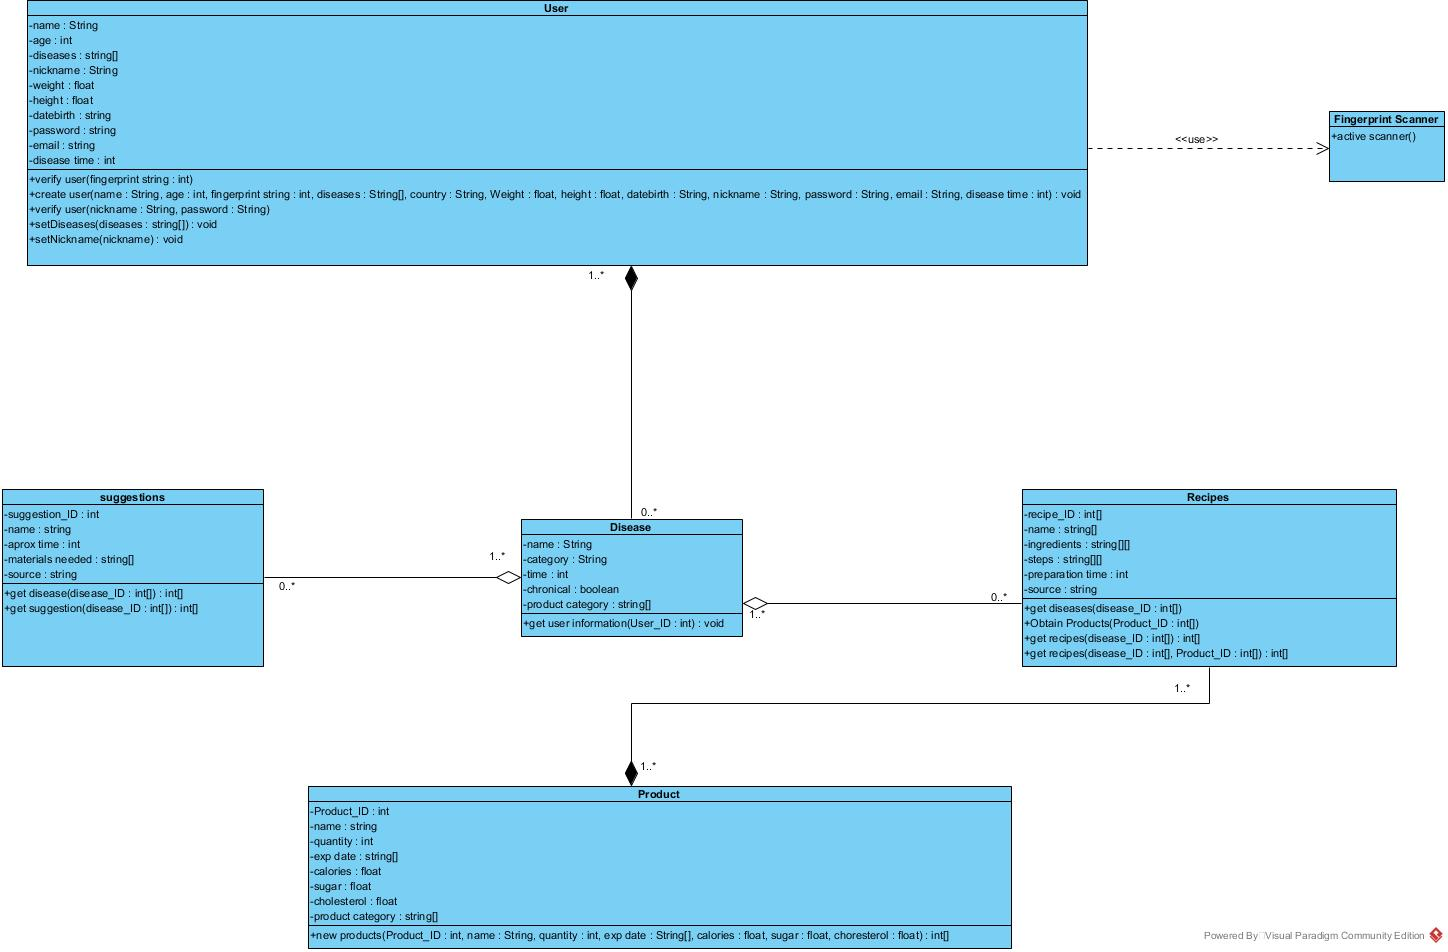 User
-name : String
-age : int
-diseases : string[]
-nickname : String
-weight : float
-height : float
-datebirth : string
-password : string
-email : string
-disease time : int
+verify user(fingerprint string : int)
+create user(name : String, age : int, fingerprint string : int, diseases : String[], country : String, Weight : float, height : float, datebirth : String, nickname : String, password : String, email : String, disease time : int) : void
+verify user(nickname : String, password : String)
+setDiseases(diseases : string[]) : void
+setNickname(nickname) : void
<<use>>
Fingerprint Scanner
+active scanner()
1..*
0..*
suggestions
-suggestion_ID : int
-name : string
-aprox time : int
-materials needed : string[]
-source : string
+get disease(disease_ID : int[]) : int[]
+get suggestion(disease_ID : int[]) : int[]
0..*
1..*
Disease
-name : String
-category : String
-time : int
-chronical : boolean
-product category : string[]
+get user information(User_ID : int) : void
1..*
0..*
Recipes
-recipe_ID : int[]
-name : string[]
-ingredients : string[][]
-steps : string[][]
-preparation time : int
-source : string
+get diseases(disease_ID : int[])
+Obtain Products(Product_ID : int[])
+get recipes(disease_ID : int[]) : int[]
+get recipes(disease_ID : int[], Product_ID : int[]) : int[]
1..*
1..*
Product
-Product_ID : int
-name : string
-quantity : int
-exp date : string[]
-calories : float
-sugar : float
-cholesterol : float
-product category : string[]
+new products(Product_ID : int, name : String, quantity : int, exp date : String[], calories : float, sugar : float, choresterol : float) : int[]
Powered By Visual Paradigm Community Edition